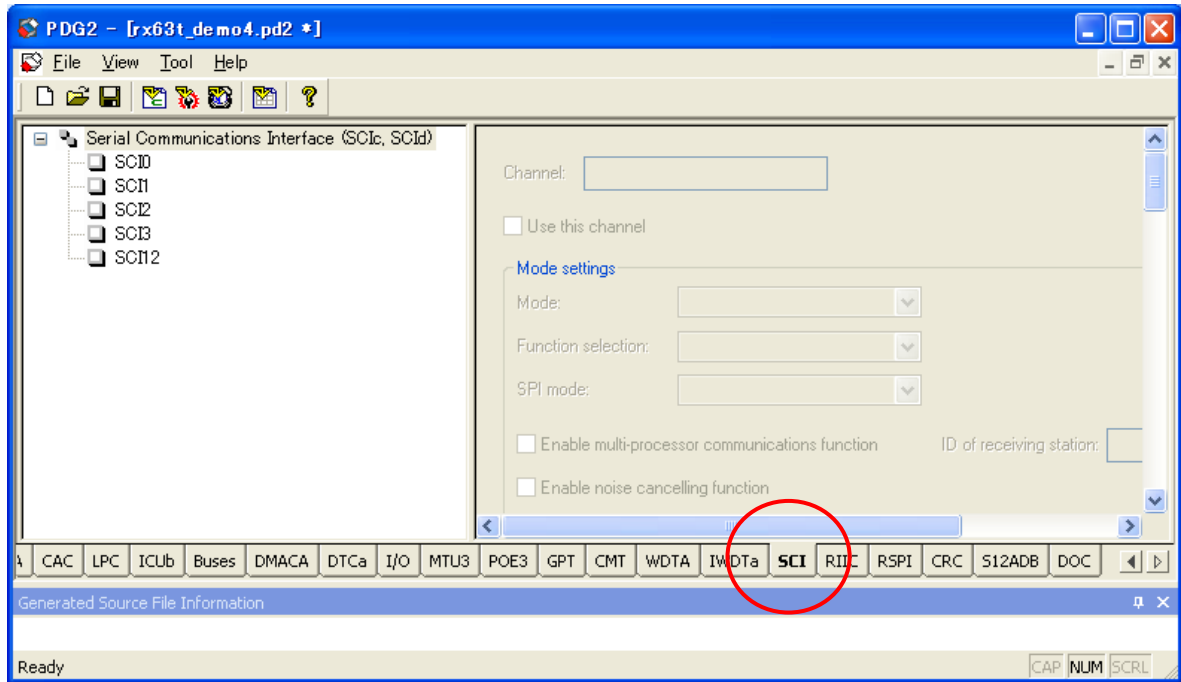 PDG2 - [rx63t_demo4.pd2 *]
File View Tool Help
Serial Communications Interface (SCIc, SCId)
SCI0
SCI1
SCI2
SCI3
SCI12
Channel:
Use this channel
Mode settings
Mode:
Function selection:
SPI mode:
Enable multi-processor communications function ID of receiving station:
Enable noise cancelling function
A CAC LPC ICUb Buses DMACA DTCa I/O MTU3 POE3 GPT CMT WDTA IWDTa SCI RIIC RSPI CRC S12ADB DOC
Generated Source File Information
Ready CAP NUM SCRL